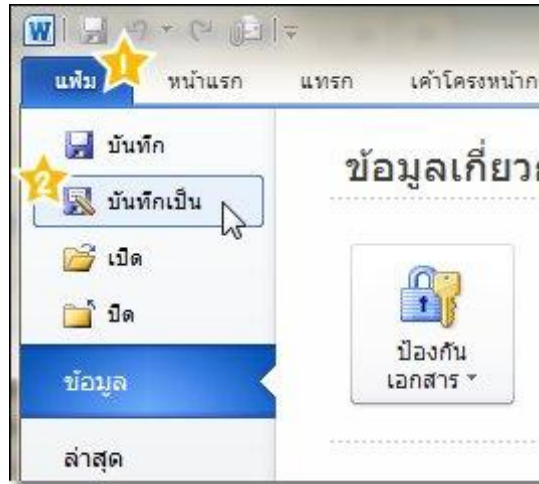 W
1
แฟ้ม หน้าแรก แทรก เค้าโครงหน้าก
บันทึก
2
บันทึกเป็น
เปิด
ปิด
ข้อมูล
ล่าสุด
ข้อมูลเกี่ยวก
ป้องกัน
เอกสาร